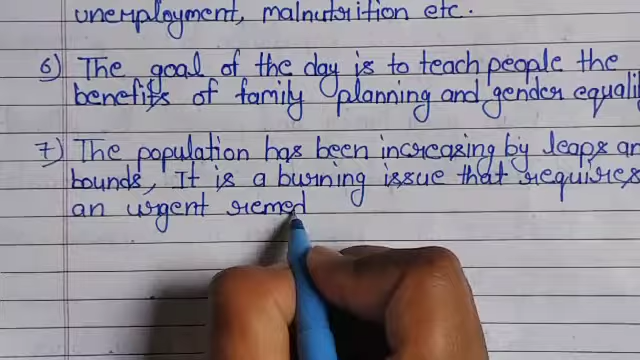 unemployment, malnutrition etc.
6) The goal of the day is to teach people the
benefits of family planning and gender equali
7) The population has been increasing by leaps an
bounds, It is a burning issue that requires
an urgent remed